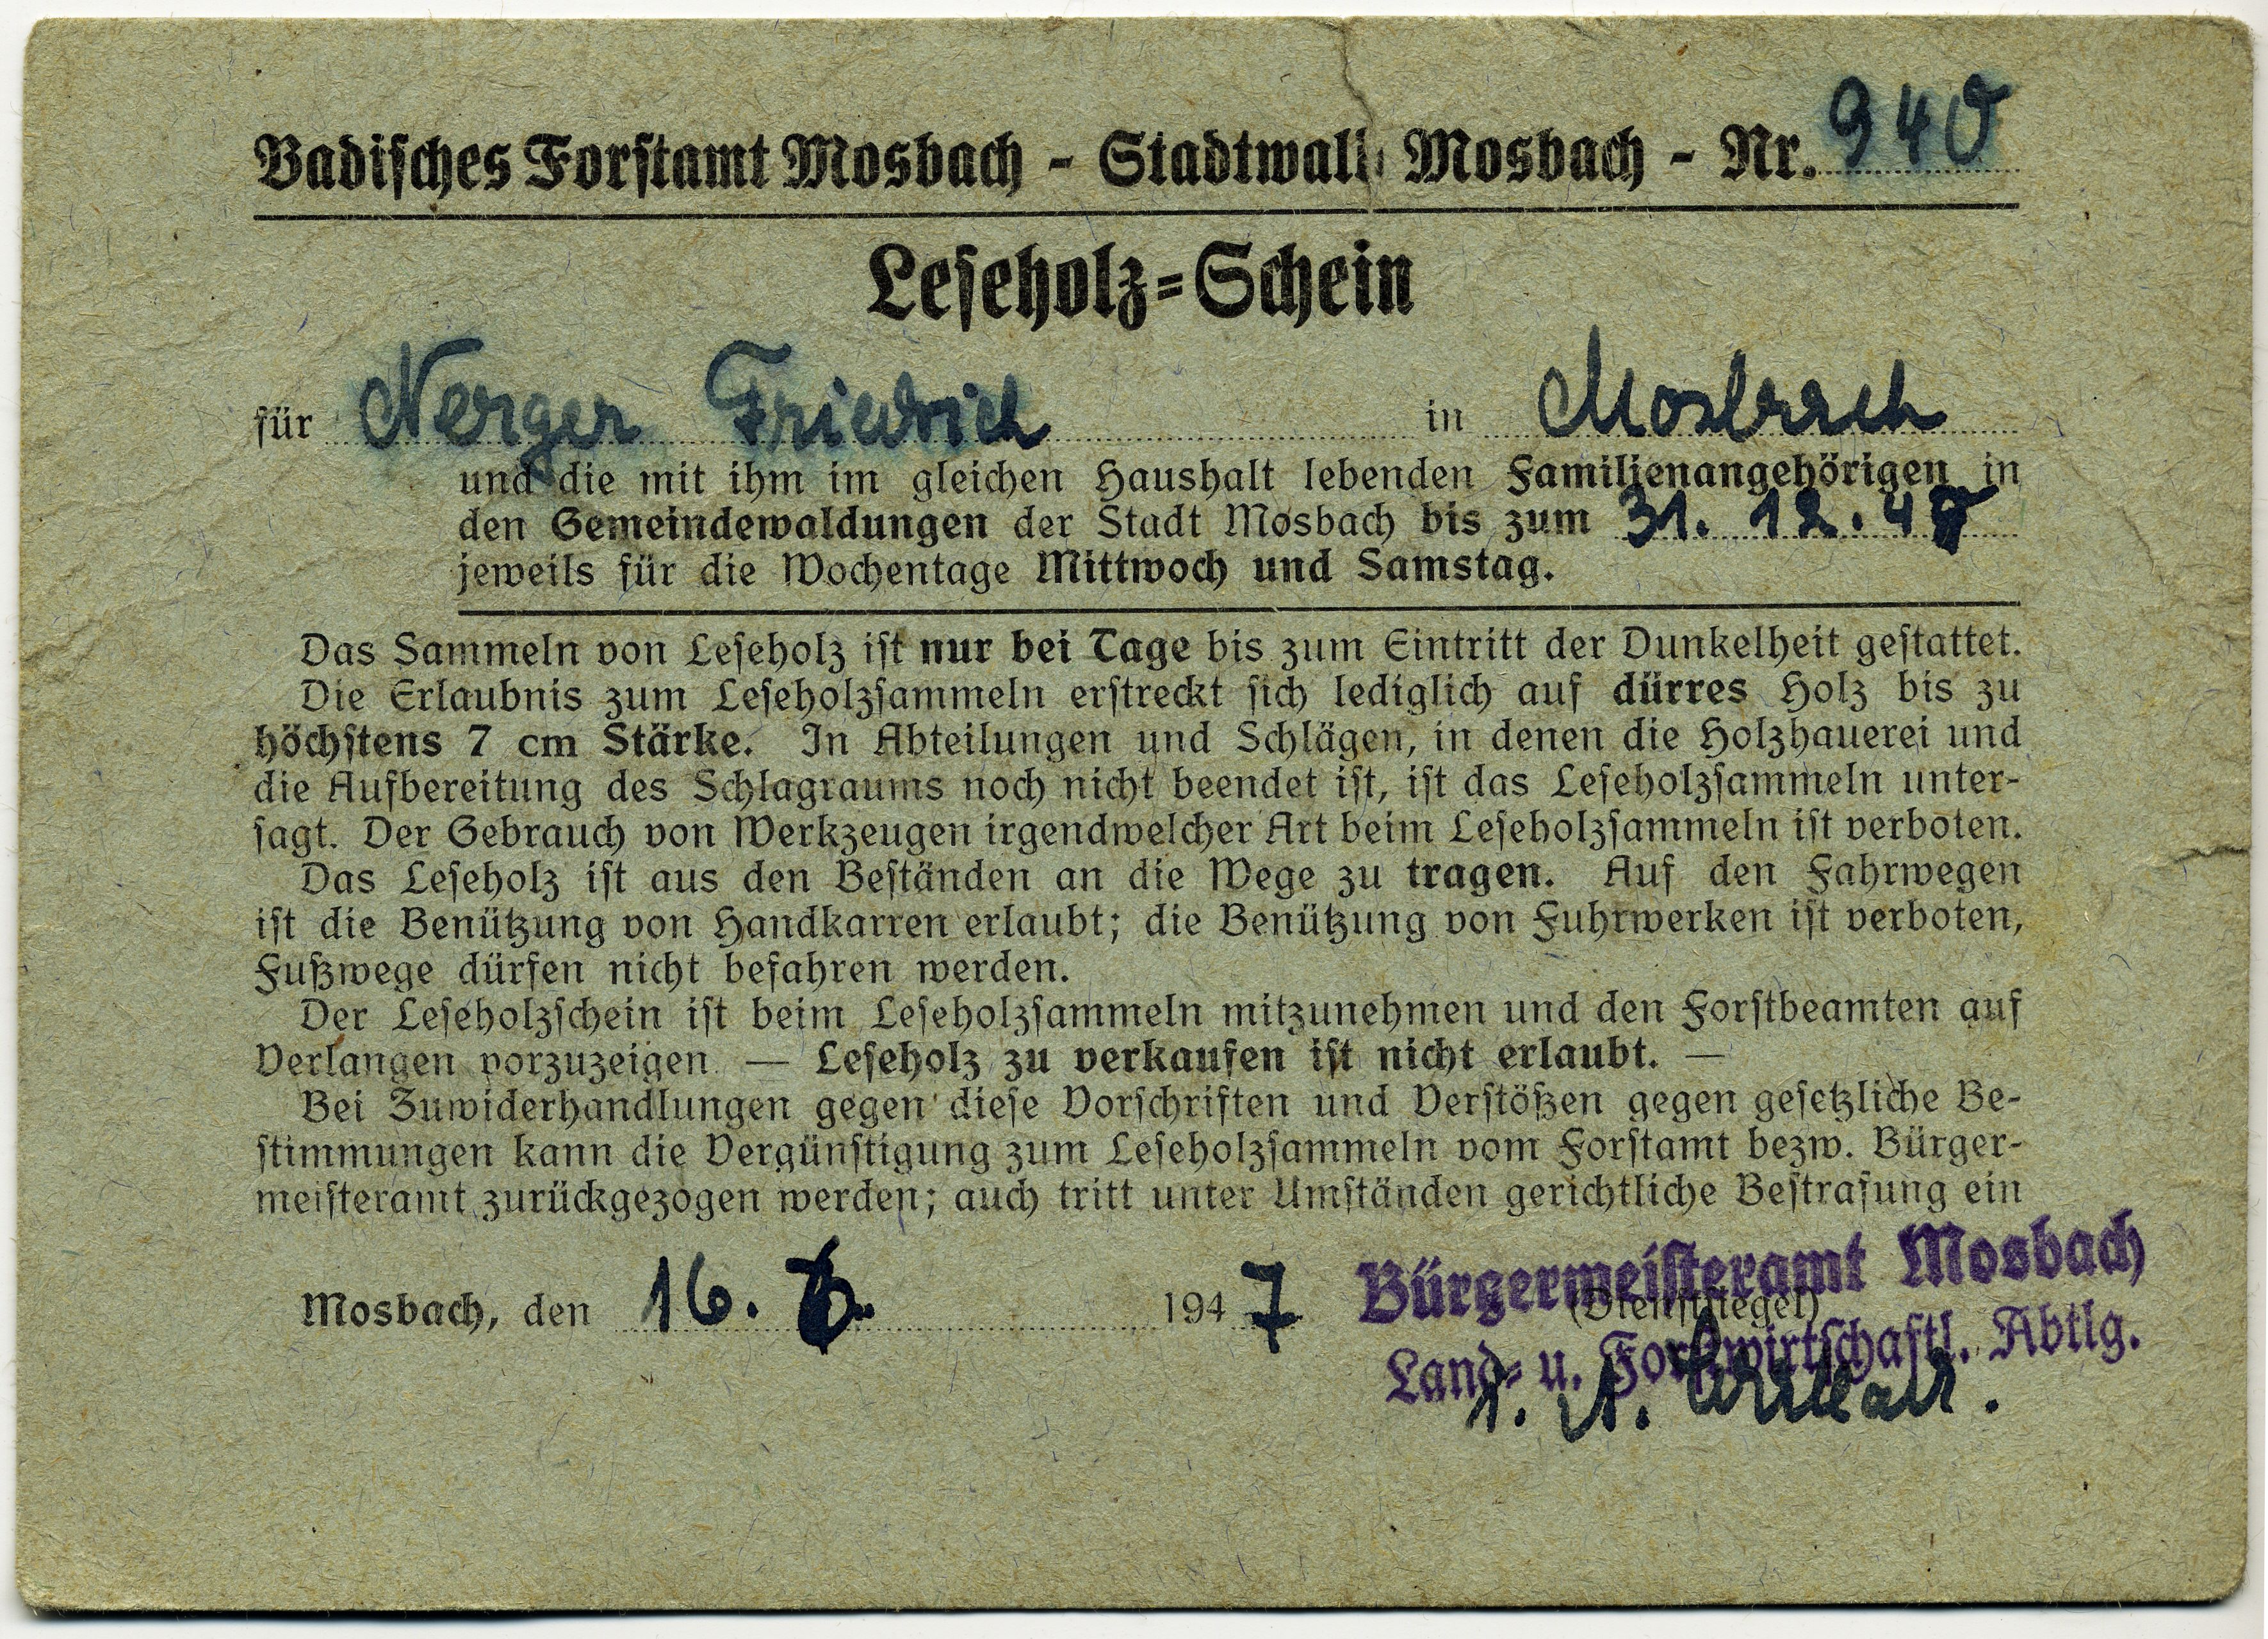 Badisches Forstamt Mosbach - Stadtwald Mosbach - Nr. 940
Leseholz=Schein
für Nerger Friedrich in Mosbach
und die mit ihm im gleichen Haushalt lebenden Familienangehörigen in
den Gemeindewaldungen der Stadt Mosbach bis zum 31. 12. 47
jeweils für die Wochentage Mittwoch und Samstag.
Das Sammeln von Leseholz ist nur bei Tage bis zum Eintritt der Dunkelheit gestattet.
Die Erlaubnis zum Leseholzsammeln erstreckt sich lediglich auf dürres Holz bis zu
höchstens 7 cm Stärke. In Abteilungen und Schlägen, in denen die Holzhauerei und
die Aufbereitung des Schlagraums noch nicht beendet ist, ist das Leseholzsammeln unter-
sagt. Der Gebrauch von Werkzeugen irgendwelcher Art beim Leseholzsammeln ist verboten.
Das Leseholz ist aus den Beständen an die Wege zu tragen. Auf den Fahrwegen
ist die Benützung von Handkarren erlaubt; die Benützung von Fuhrwerken ist verboten,
Fußwege dürfen nicht befahren werden.
Der Leseholzschein ist beim Leseholzsammeln mitzunehmen und den Forstbeamten auf
Verlangen vorzuzeigen. — Leseholz zu verkaufen ist nicht erlaubt. —
Bei Zuwiderhandlungen gegen diese Vorschriften und Verstößen gegen gesetzliche Be-
stimmungen kann die Vergünstigung zum Leseholzsammeln vom Forstamt bezw. Bürger-
meisteramt zurückgezogen werden; auch tritt unter Umständen gerichtliche Bestrafung ein
Mosbach, den 16. 1947
Bürgermeisteramt Mosbach
(Dienstsiegel)
Land- u. Forstwirtschaftl. Abtlg.
I. A.